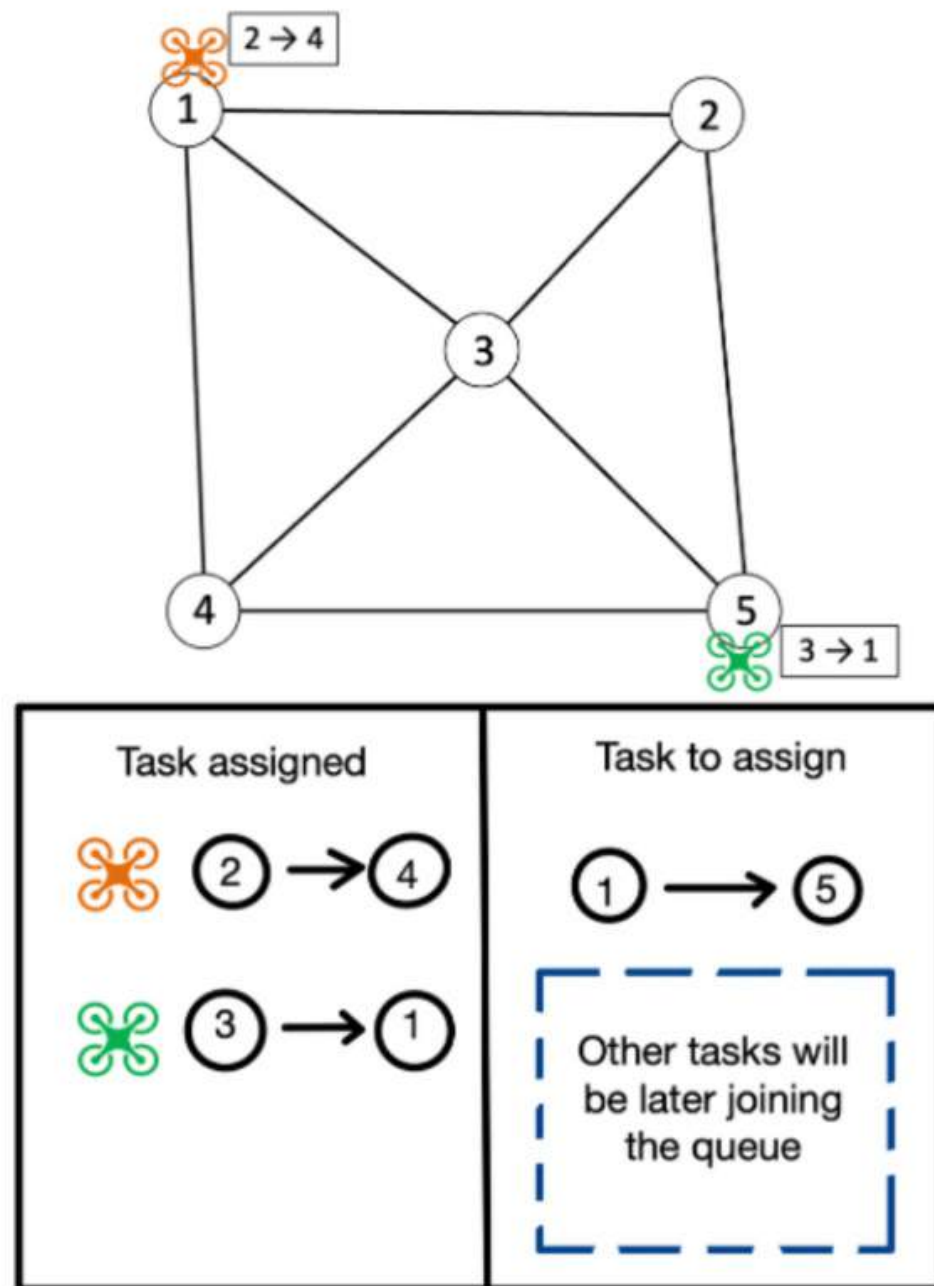 2 → 4
1
2
3
4
5
3 → 1
Task assigned
2 → 4
3 → 1
Task to assign
1 → 5
Other tasks will
be later joining
the queue